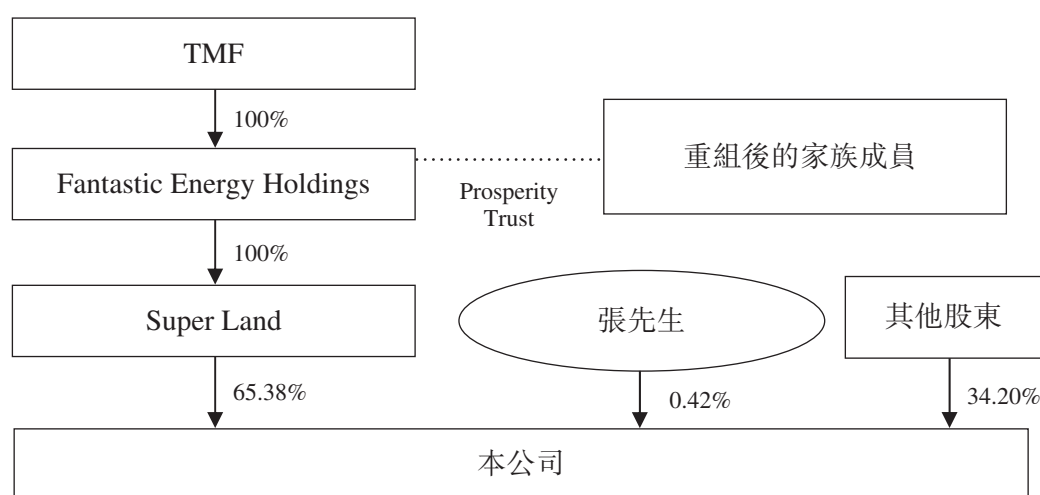 TMF
100%
Fantastic Energy Holdings
重組後的家族成員
Prosperity
Trust
100%
Super Land
張先生
其他股東
65.38%
0.42%
34.20%
本公司